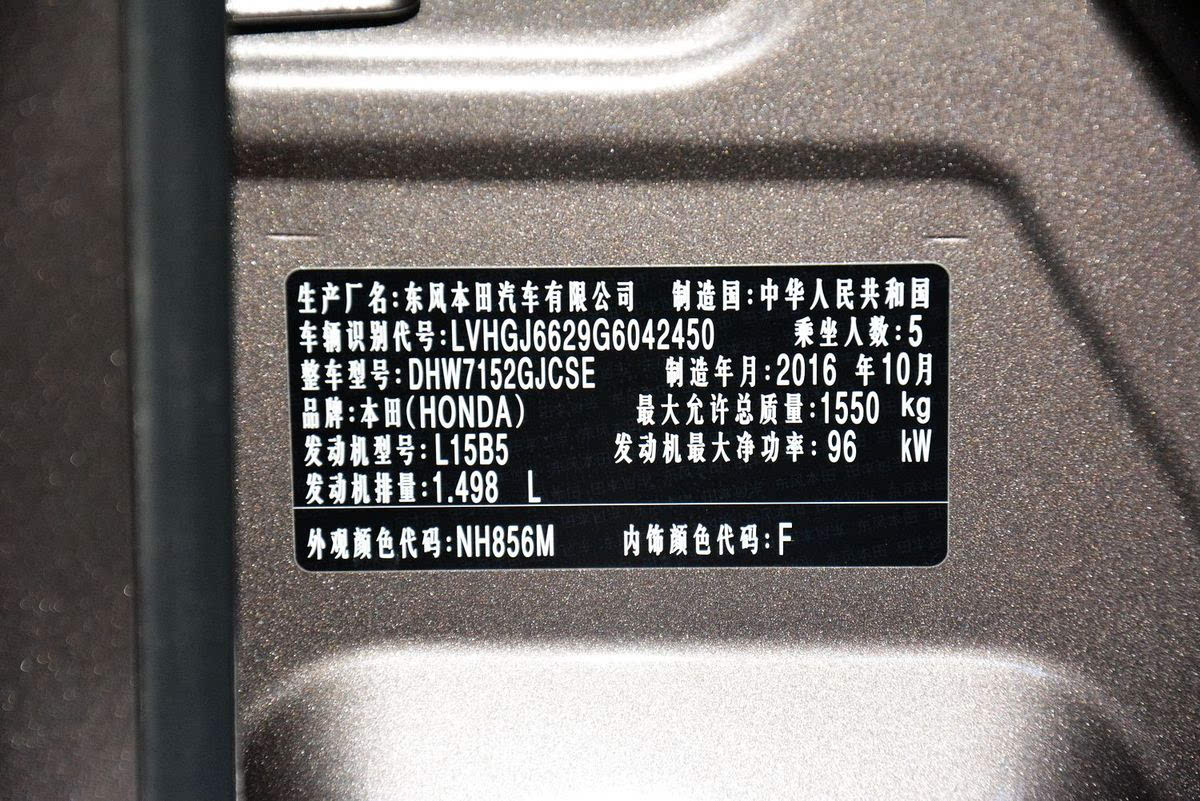 生产厂名:东风本田汽车有限公司 制造国:中华人民共和国
车辆识别代号:LVHGJ6629G6042450 乘坐人数:5
整车型号:DHW7152GJCSE 制造年月:2016 年10月
品牌:本田(HONDA) 最大允许总质量:1550 kg
发动机型号:L15B5 发动机最大净功率:96 kW
发动机排量:1.498 L
外观颜色代码:NH856M 内饰颜色代码:F